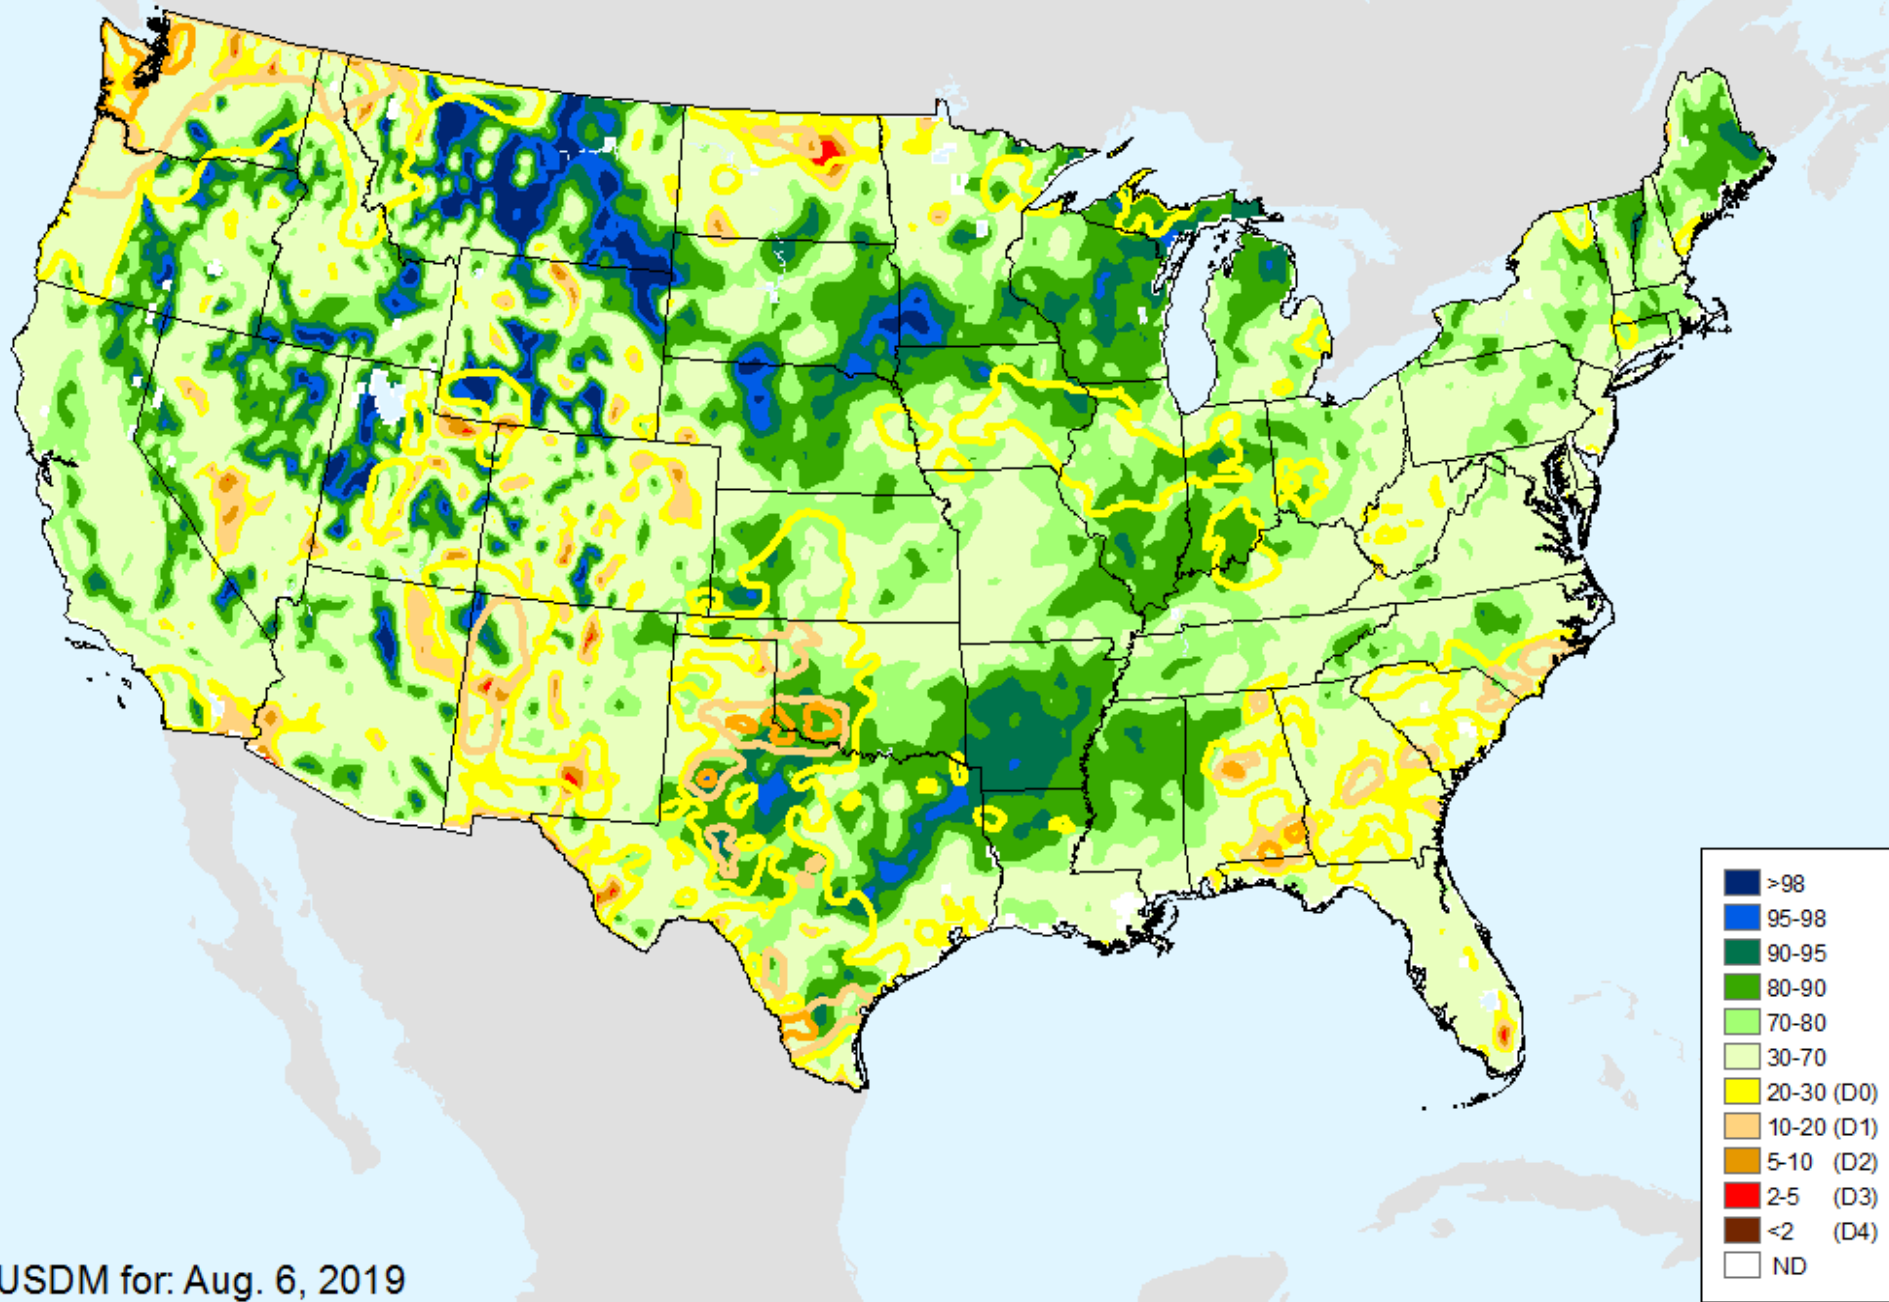 >98
95-98
90-95
80-90
70-80
30-70
20-30 (D0)
10-20 (D1)
5-10 (D2)
2-5 (D3)
<2 (D4)
ND
USDM for: Aug. 6, 2019